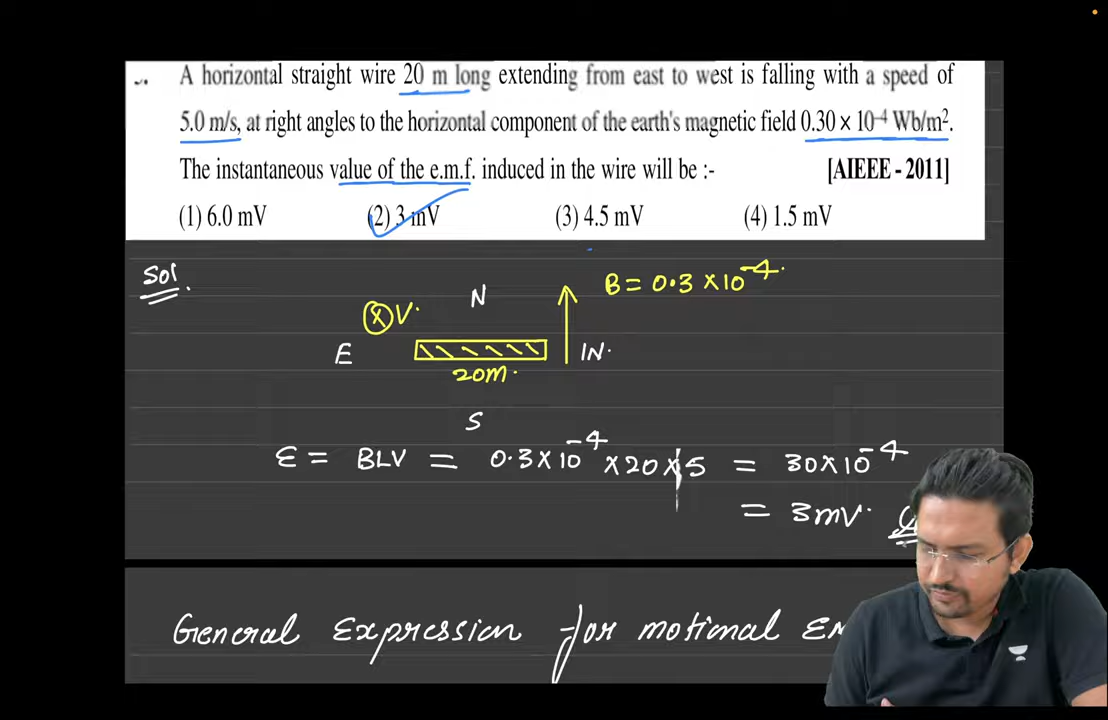 A horizontal straight wire 20 m long extending from east to west is falling with a speed of
5.0 m/s, at right angles to the horizontal component of the earth's magnetic field 0.30 × 10⁻⁴ Wb/m².
The instantaneous value of the e.m.f. induced in the wire will be :- [AIEEE - 2011]
(1) 6.0 mV (2) 3 mV (3) 4.5 mV (4) 1.5 mV
Sol.
N
B = 0.3 × 10⁻⁴
ⓧ V.
E
IN.
20M.
S
ε = BLV = 0.3 × 10⁻⁴ × 20 × 5 = 30 × 10⁻⁴
= 3mV.
General Expression for motional